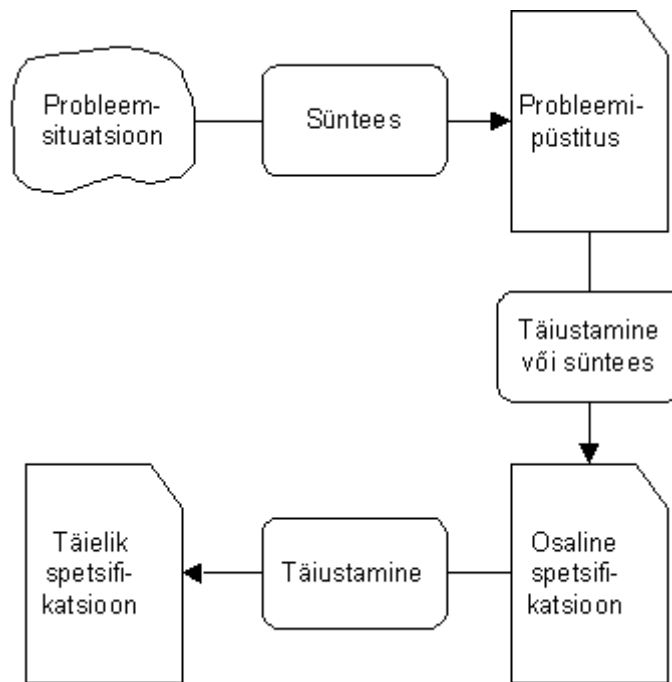 Probleem-
situatsioon
Süntees
Probleemi-
püstitus
Täiustamine
või süntees
Osaline
spetsifi-
katsioon
Täiustamine
Täielik
spetsifi-
katsioon